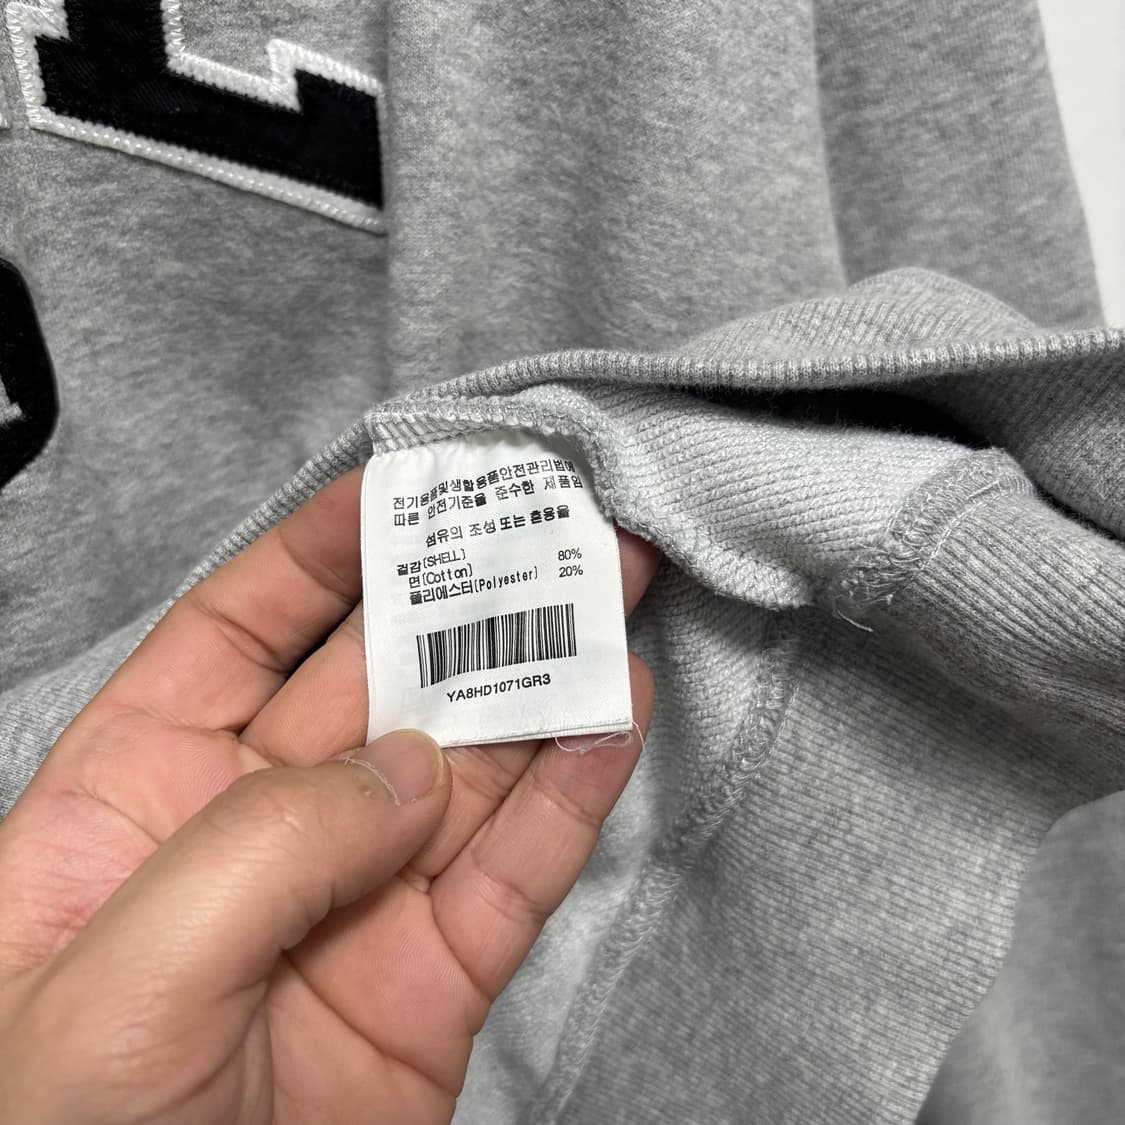 전기용품및생활용품안전관리법에
따른 안전기준을 준수한 제품임
섬유의 조성 또는 혼용율
겉감(SHELL)
면(Cotton) 80%
폴리에스터(Polyester) 20%
YA8HD1071GR3